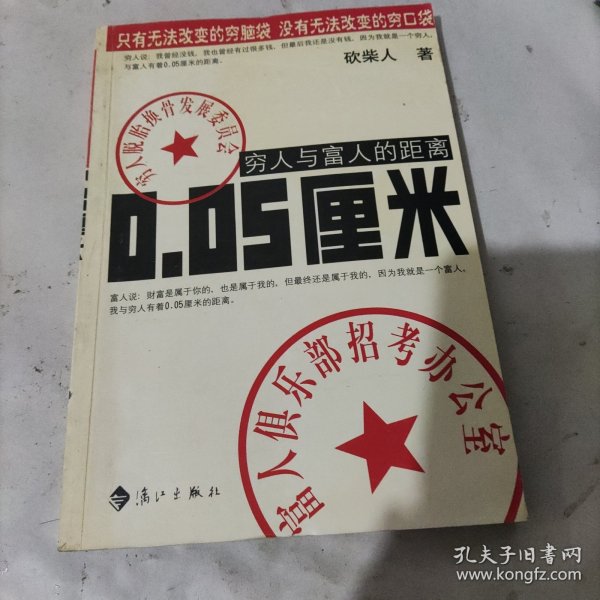 只有无法改变的穷脑袋 没有无法改变的穷口袋
穷人说：我曾经没钱，我也曾经有过很多钱，但最后我还是没有钱，因为我就是一个穷人，
与富人有着0.05厘米的距离。
砍柴人 著
穷人脱胎换骨发展委员会
穷人与富人的距离
0.05厘米
富人说：财富是属于你的，也是属于我的，但最终还是属于我的，因为我就是一个富人，
我与穷人有着0.05厘米的距离。
富人俱乐部招考办公室
漓江出版社
孔夫子旧书网
www.kongfz.com